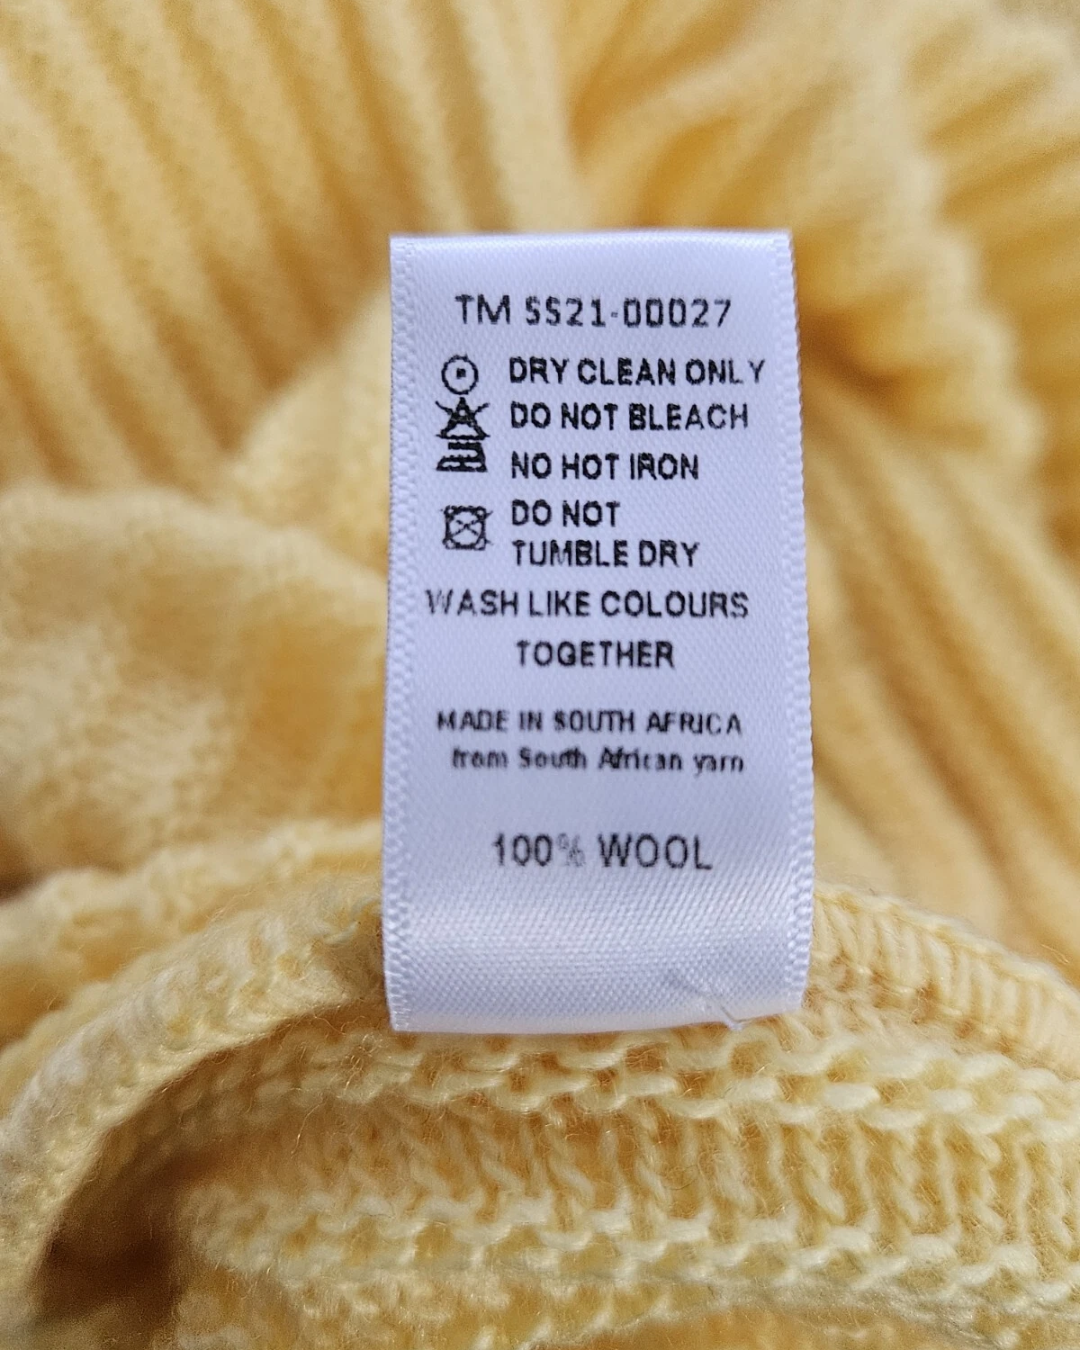 TM SS21-00027
DRY CLEAN ONLY
DO NOT BLEACH
NO HOT IRON
DO NOT
TUMBLE DRY
WASH LIKE COLOURS
TOGETHER
MADE IN SOUTH AFRICA
from South African yarn
100% WOOL